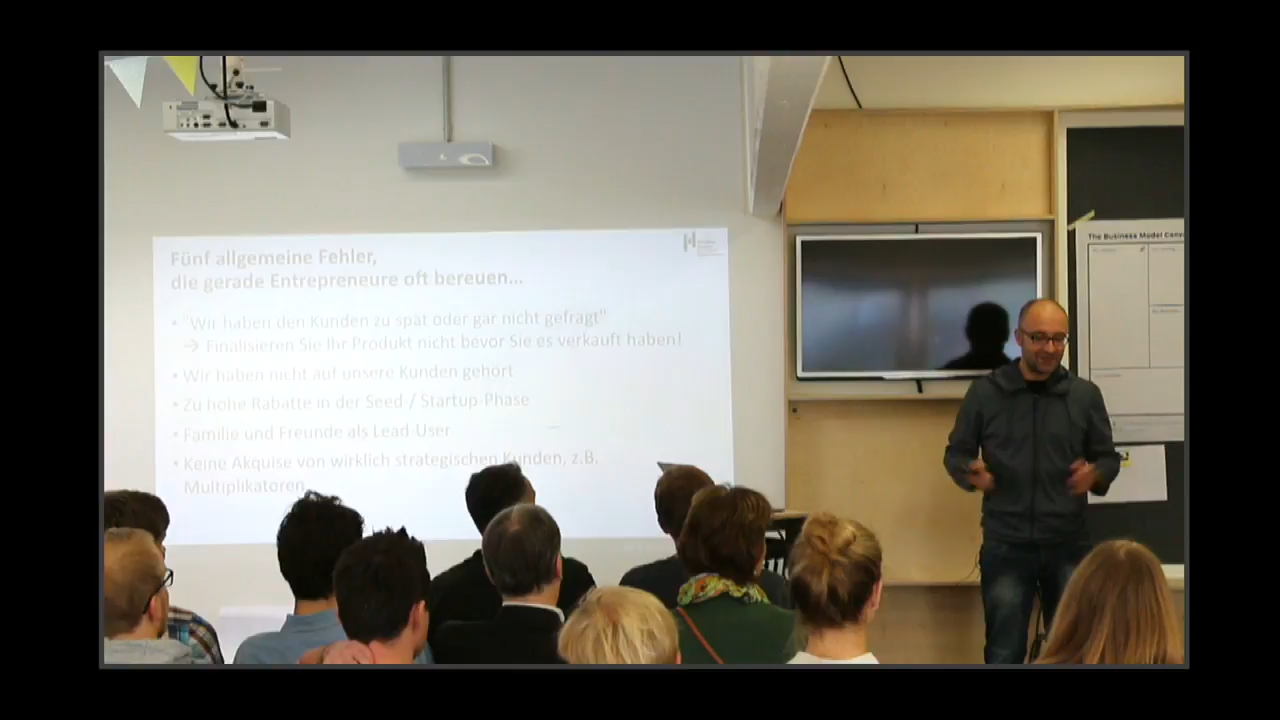 Fünf allgemeine Fehler,
die gerade Entrepreneure oft bereuen...
• "Wir haben den Kunden zu spät oder gar nicht gefragt"
→ Finalisieren Sie Ihr Produkt nicht bevor Sie es verkauft haben!
• Wir haben nicht auf unsere Kunden gehört
• Zu hohe Rabatte in der Seed / Startup-Phase
• Familie und Freunde als Lead-User
• Keine Akquise von wirklich strategischen Kunden, z.B.
Multiplikatoren
The Business Model Canv